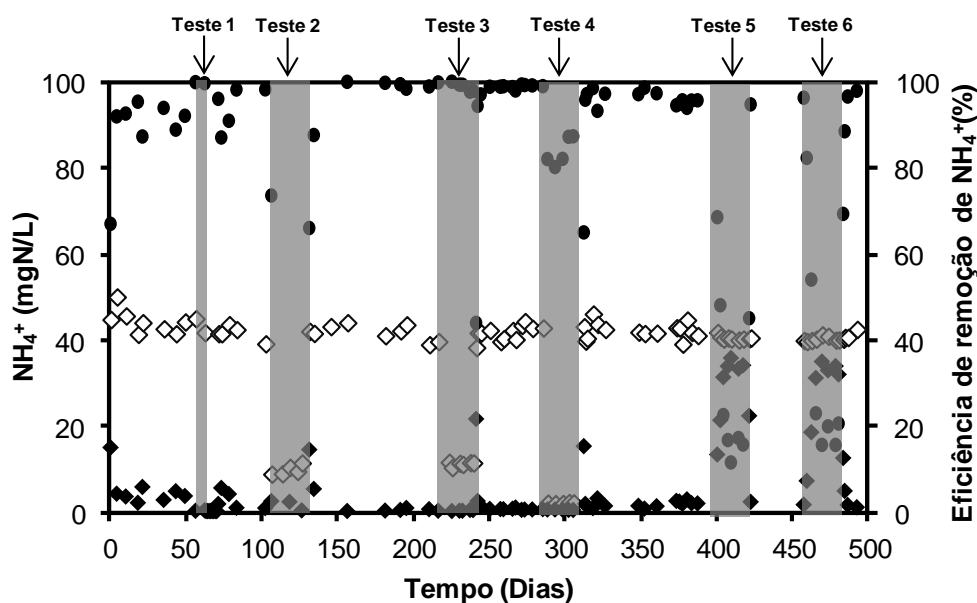 Teste 1 Teste 2 Teste 3 Teste 4 Teste 5 Teste 6
NH₄⁺ (mgN/L)
100
80
60
40
20
0
100
80
60
40
20
0
Eficiência de remoção de NH₄⁺(%)
0 50 100 150 200 250 300 350 400 450 500
Tempo (Dias)